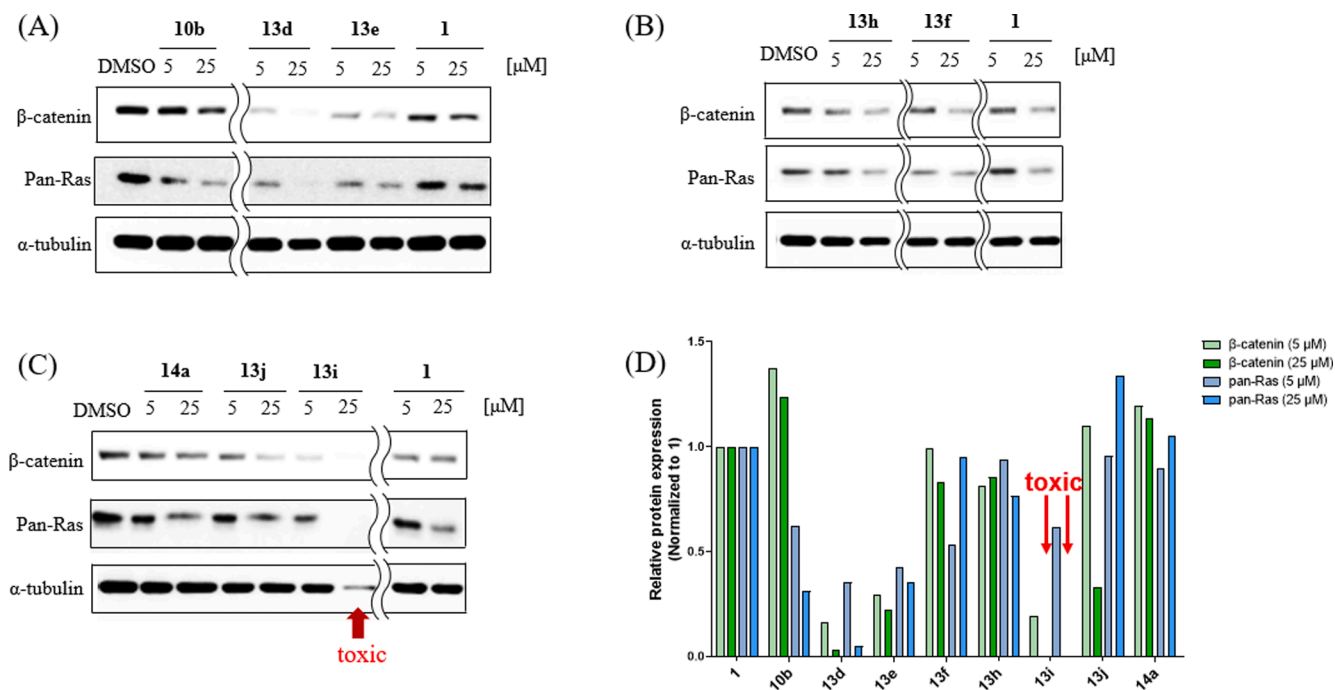 (A)
10b 13d 13e 1
DMSO 5 25 5 25 5 25 5 25 [μM]
β-catenin
Pan-Ras
α-tubulin
(B)
13h 13f 1
DMSO 5 25 5 25 5 25 [μM]
β-catenin
Pan-Ras
α-tubulin
(C)
14a 13j 13i 1
DMSO 5 25 5 25 5 25 5 25 [μM]
β-catenin
Pan-Ras
α-tubulin
toxic
(D)
β-catenin (5 μM)
β-catenin (25 μM)
pan-Ras (5 μM)
pan-Ras (25 μM)
Relative protein expression
(Normalized to 1)
1.5
1.0
0.5
0.0
toxic
1 10b 13d 13e 13f 13h 13i 13j 14a